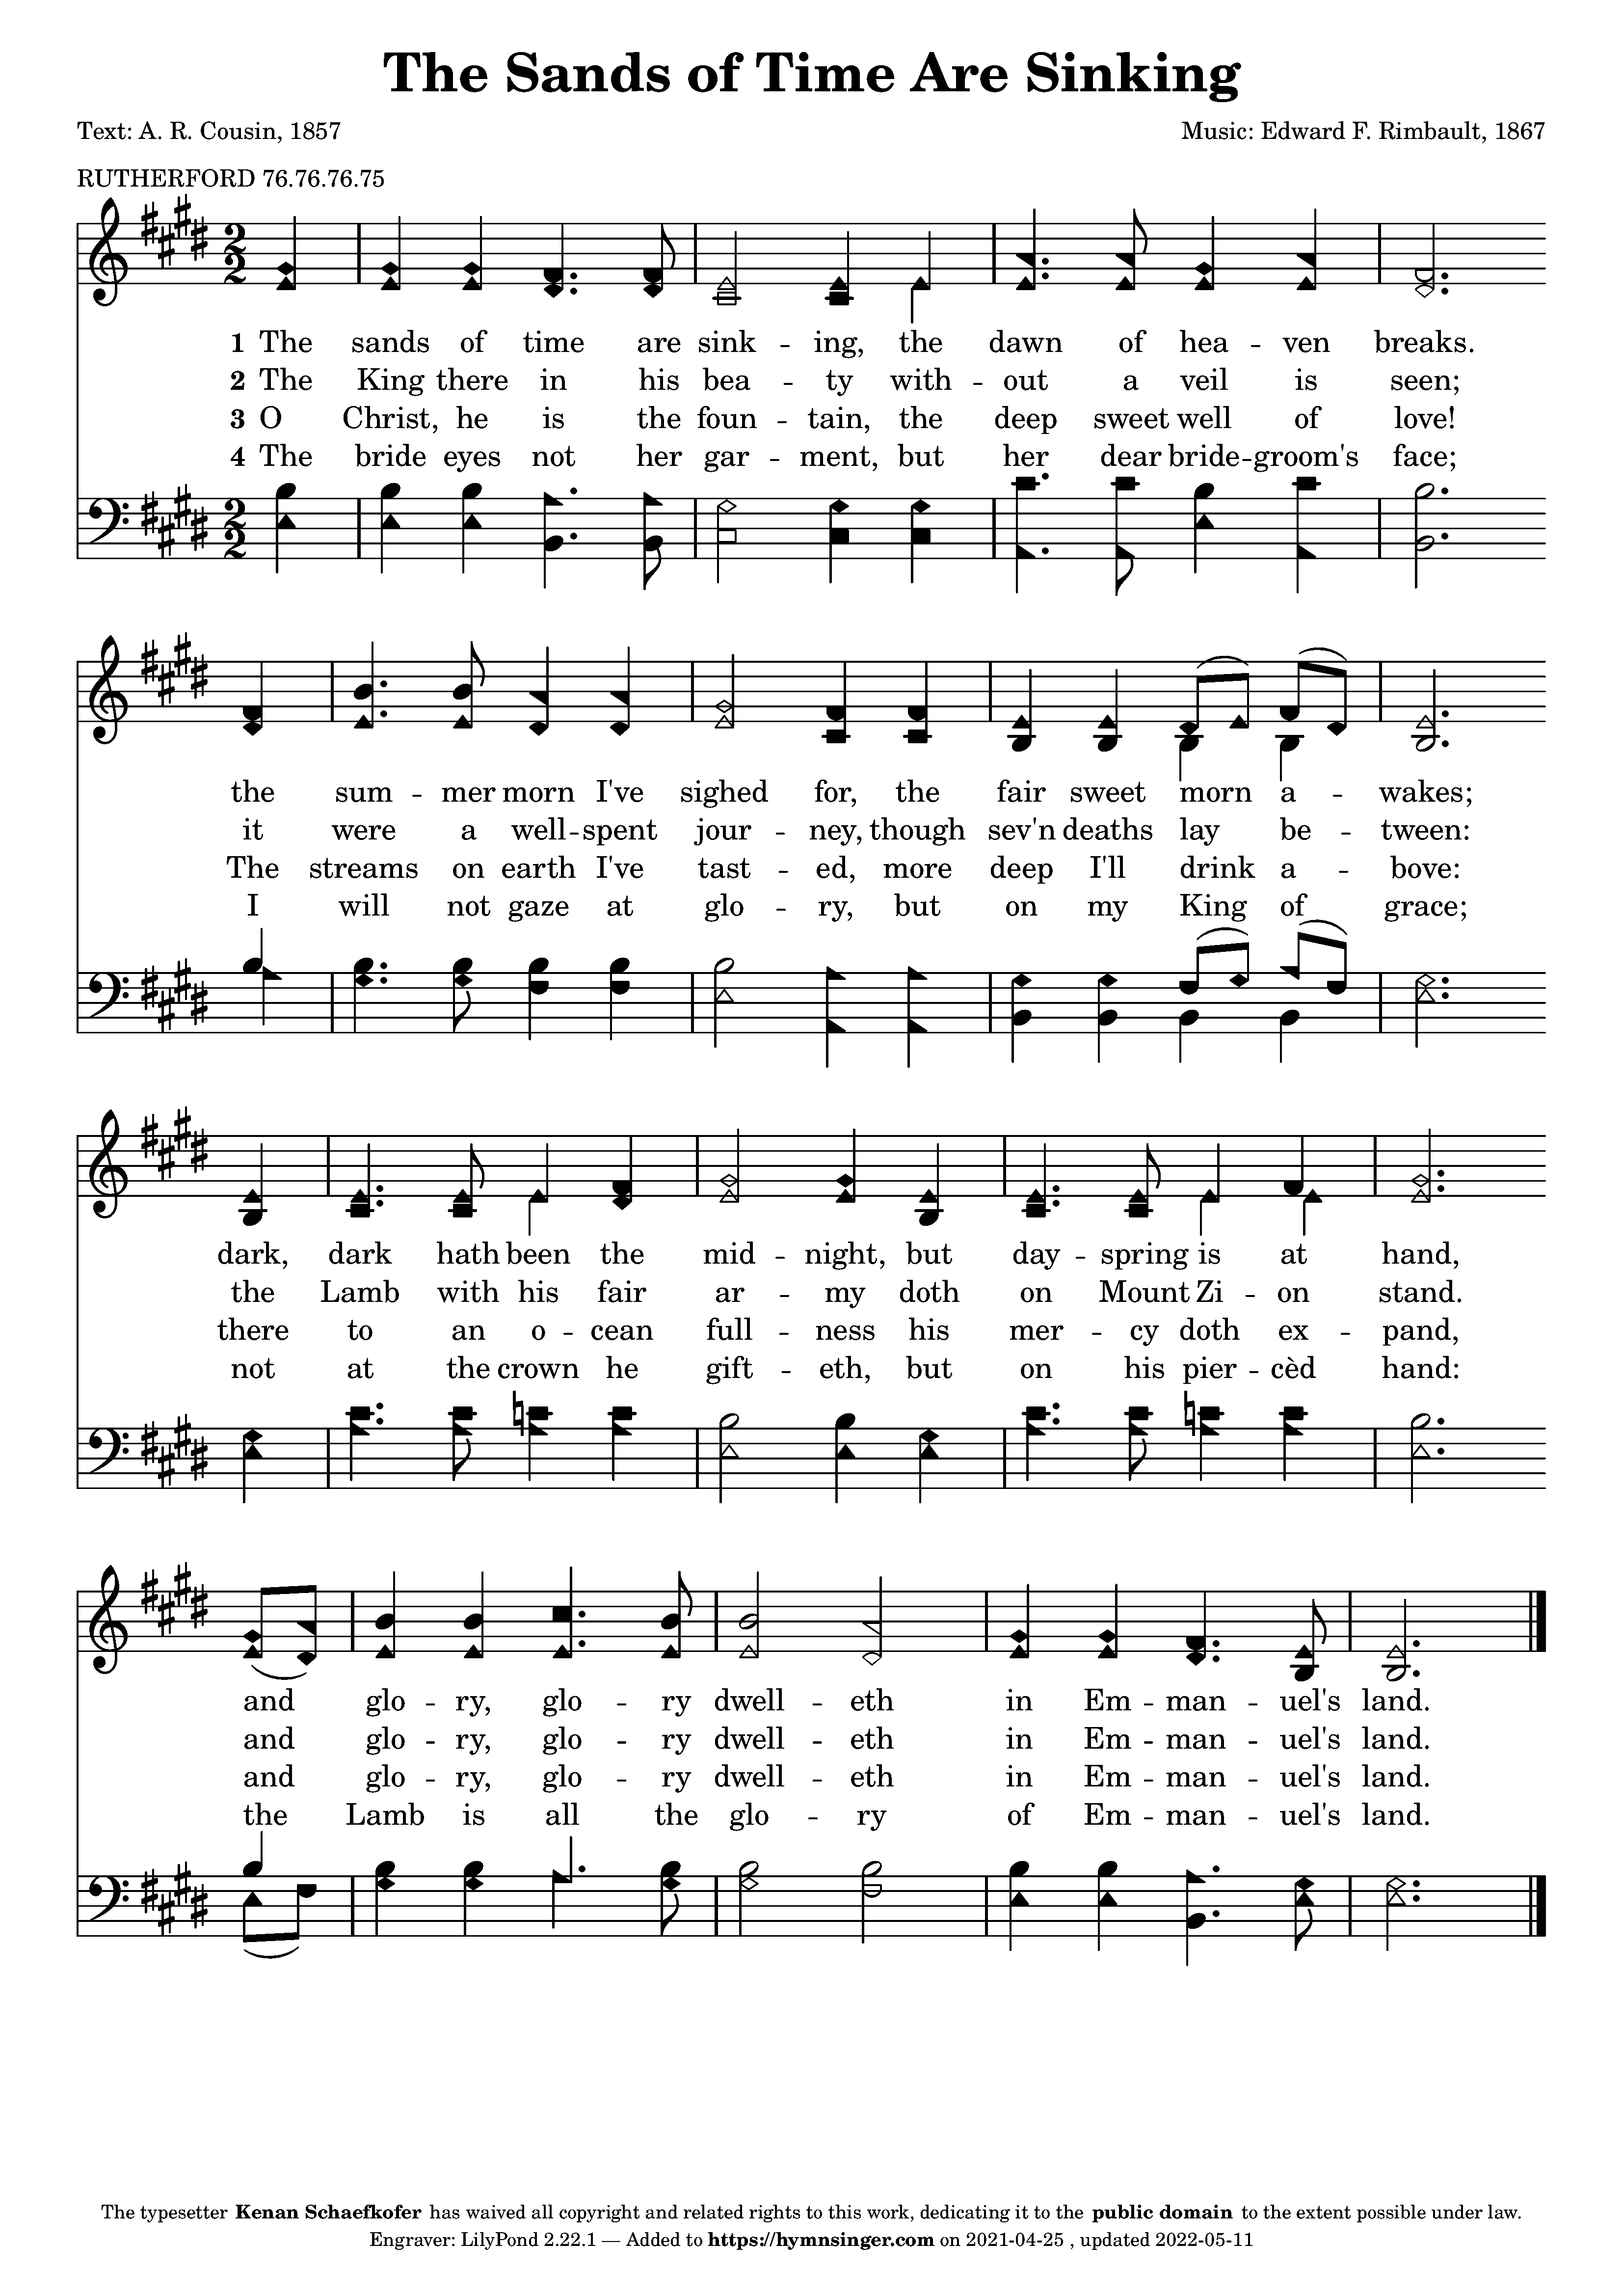 The Sands of Time Are Sinking
Text: A. R. Cousin, 1857
Music: Edward F. Rimbault, 1867
RUTHERFORD 76.76.76.75
1 The sands of time are sink -- ing, the dawn of hea -- ven breaks.
2 The King there in his bea -- ty with -- out a veil is seen;
3 O Christ, he is the foun -- tain, the deep sweet well of love!
4 The bride eyes not her gar -- ment, but her dear bride -- groom's face;
the sum -- mer morn I've sighed for, the fair sweet morn a -- wakes;
it were a well -- spent jour -- ney, though sev'n deaths lay be -- tween:
The streams on earth I've tast -- ed, more deep I'll drink a -- bove:
I will not gaze at glo -- ry, but on my King of grace;
dark, dark hath been the mid -- night, but day -- spring is at hand,
the Lamb with his fair ar -- my doth on Mount Zi -- on stand.
there to an o -- cean full -- ness his mer -- cy doth ex -- pand,
not at the crown he gift -- eth, but on his pier -- cèd hand:
and glo -- ry, glo -- ry dwell -- eth in Em -- man -- uel's land.
and glo -- ry, glo -- ry dwell -- eth in Em -- man -- uel's land.
and glo -- ry, glo -- ry dwell -- eth in Em -- man -- uel's land.
the Lamb is all the glo -- ry of Em -- man -- uel's land.
The typesetter Kenan Schaefkofer has waived all copyright and related rights to this work, dedicating it to the public domain to the extent possible under law.
Engraver: LilyPond 2.22.1 — Added to https://hymnsinger.com on 2021-04-25 , updated 2022-05-11